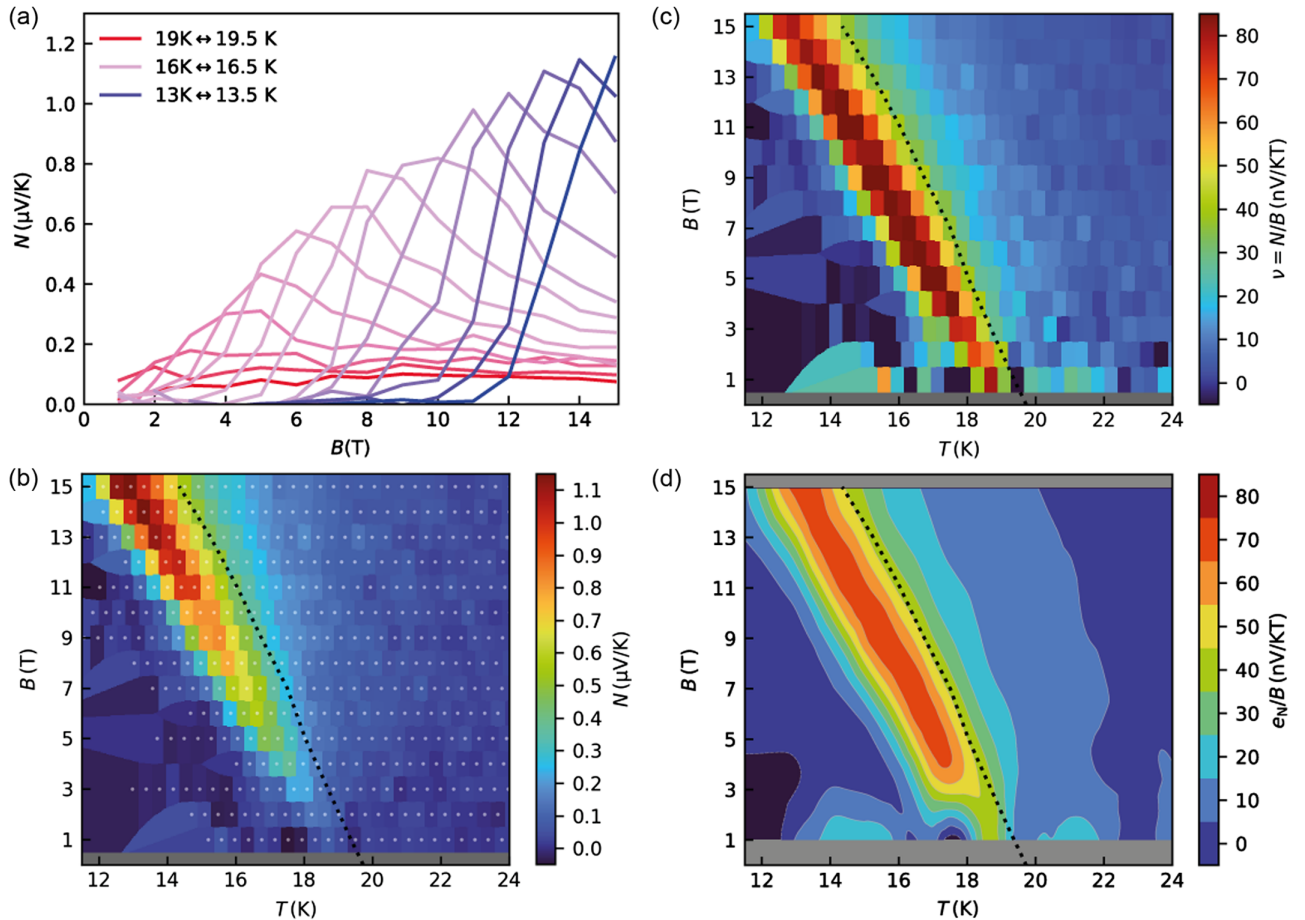 (a)
1.2
1.0
0.8
0.6
0.4
0.2
0.0
N (μV/K)
19K↔19.5 K
16K↔16.5 K
13K↔13.5 K
0 2 4 6 8 10 12 14
B(T)
(c)
15
13
11
9
7
5
3
1
B (T)
12 14 16 18 20 22 24
T (K)
80
70
60
50
40
30
20
10
0
ν = N/B (nV/KT)
(b)
15
13
11
9
7
5
3
1
B (T)
12 14 16 18 20 22 24
T (K)
1.1
1.0
0.9
0.8
0.7
0.6
0.5
0.4
0.3
0.2
0.1
0.0
N (μV/K)
(d)
15
13
11
9
7
5
3
1
B (T)
12 14 16 18 20 22 24
T (K)
80
70
60
50
40
30
20
10
0
eN/B (nV/KT)